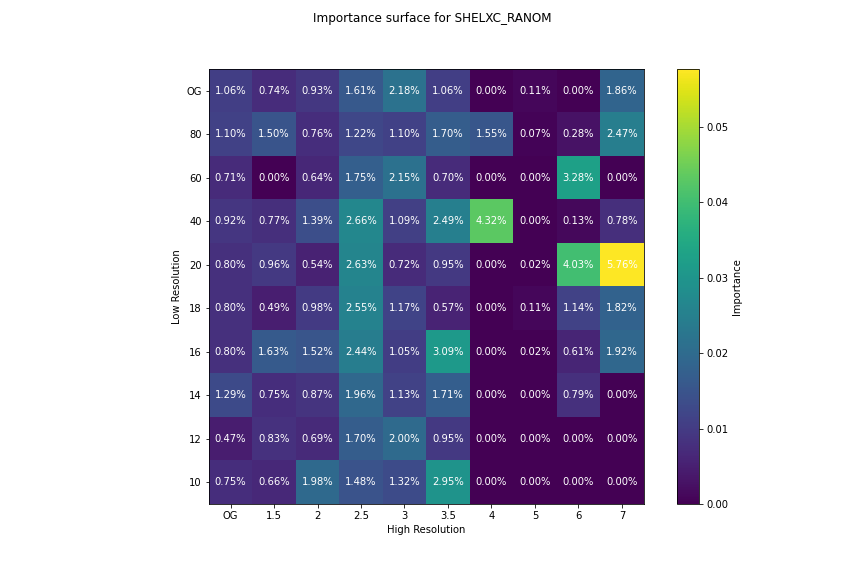 Importance surface for SHELXC_RANOM
OG 1.06% 0.74% 0.93% 1.61% 2.18% 1.06% 0.00% 0.11% 0.00% 1.86%
80 1.10% 1.50% 0.76% 1.22% 1.10% 1.70% 1.55% 0.07% 0.28% 2.47%
60 0.71% 0.00% 0.64% 1.75% 2.15% 0.70% 0.00% 0.00% 3.28% 0.00%
40 0.92% 0.77% 1.39% 2.66% 1.09% 2.49% 4.32% 0.00% 0.13% 0.78%
20 0.80% 0.96% 0.54% 2.63% 0.72% 0.95% 0.00% 0.02% 4.03% 5.76%
18 0.80% 0.49% 0.98% 2.55% 1.17% 0.57% 0.00% 0.11% 1.14% 1.82%
16 0.80% 1.63% 1.52% 2.44% 1.05% 3.09% 0.00% 0.02% 0.61% 1.92%
14 1.29% 0.75% 0.87% 1.96% 1.13% 1.71% 0.00% 0.00% 0.79% 0.00%
12 0.47% 0.83% 0.69% 1.70% 2.00% 0.95% 0.00% 0.00% 0.00% 0.00%
10 0.75% 0.66% 1.98% 1.48% 1.32% 2.95% 0.00% 0.00% 0.00% 0.00%
OG 1.5 2 2.5 3 3.5 4 5 6 7
High Resolution
Low Resolution
0.05
0.04
0.03
0.02
0.01
0.00
Importance